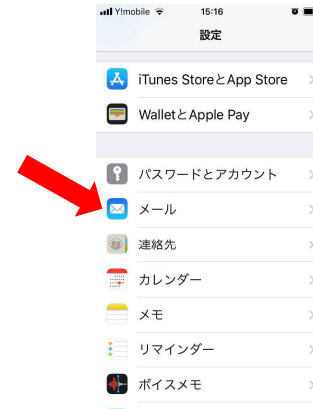 Y!mobile 15:16
設定
iTunes StoreとApp Store
WalletとApple Pay
パスワードとアカウント
メール
連絡先
カレンダー
メモ
リマインダー
ボイスメモ